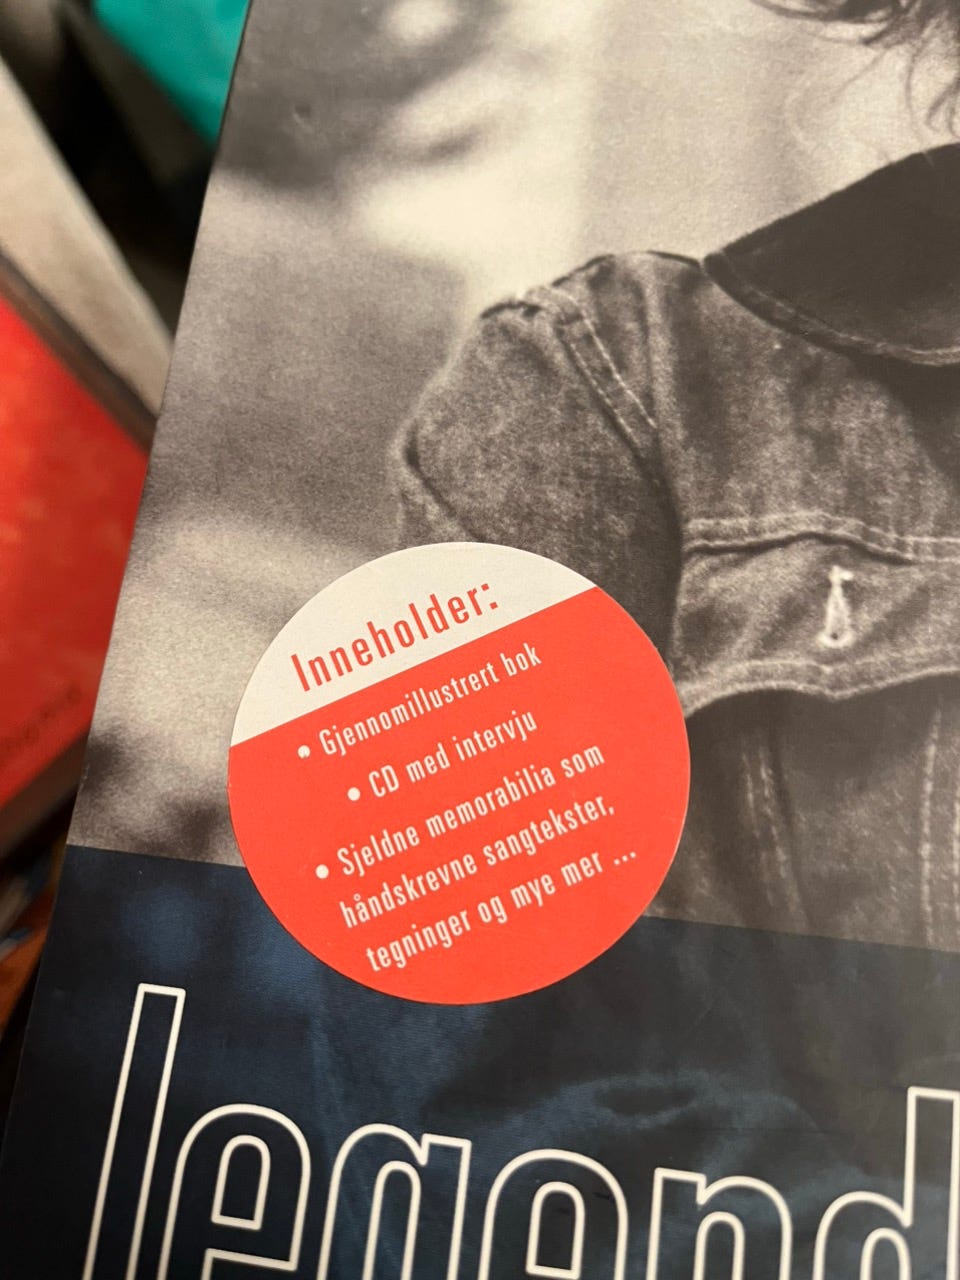 Inneholder:
• Gjennomillustrert bok
• CD med intervju
• Sjeldne memorabilia som
håndskrevne sangtekster,
tegninger og mye mer ...
legend